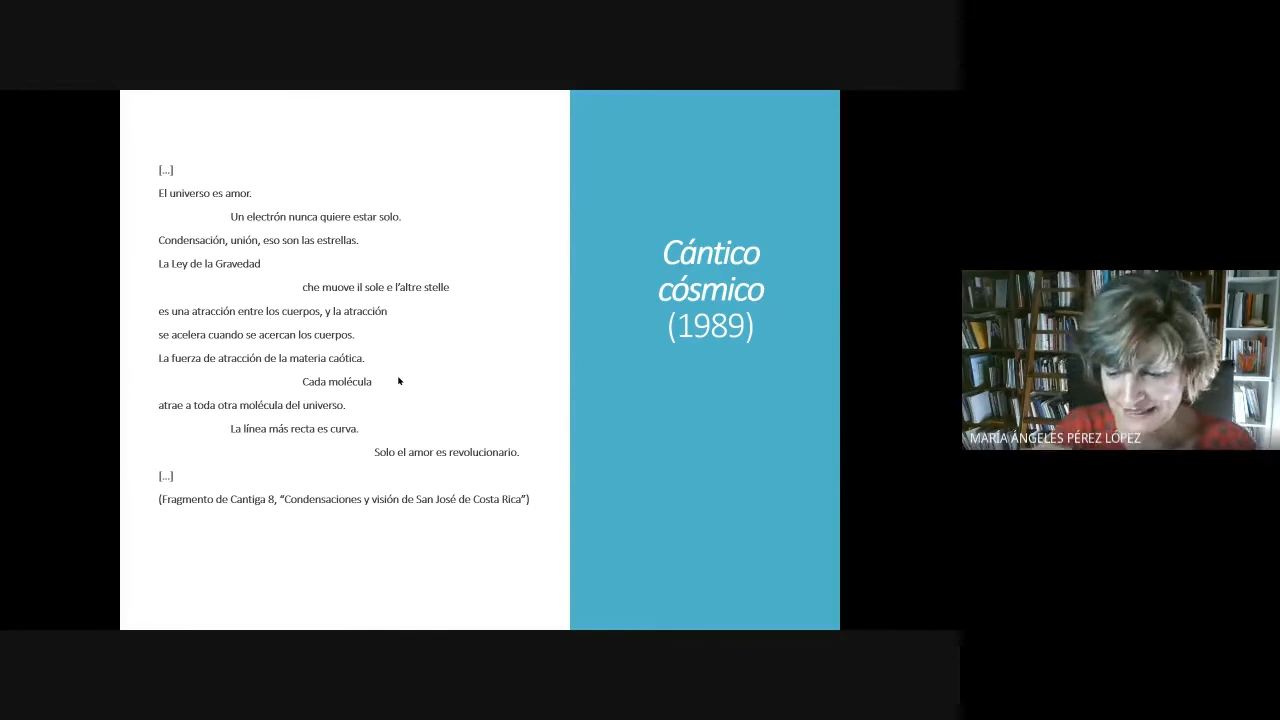 [...]
El universo es amor.
Un electrón nunca quiere estar solo.
Condensación, unión, eso son las estrellas.
La Ley de la Gravedad
che muove il sole e l’altre stelle
es una atracción entre los cuerpos, y la atracción
se acelera cuando se acercan los cuerpos.
La fuerza de atracción de la materia caótica.
Cada molécula
atrae a toda otra molécula del universo.
La línea más recta es curva.
Solo el amor es revolucionario.
[...]
(Fragmento de Cantiga 8, “Condensaciones y visión de San José de Costa Rica”)
Cántico
cósmico
(1989)
MARÍA ÁNGELES PÉREZ LÓPEZ